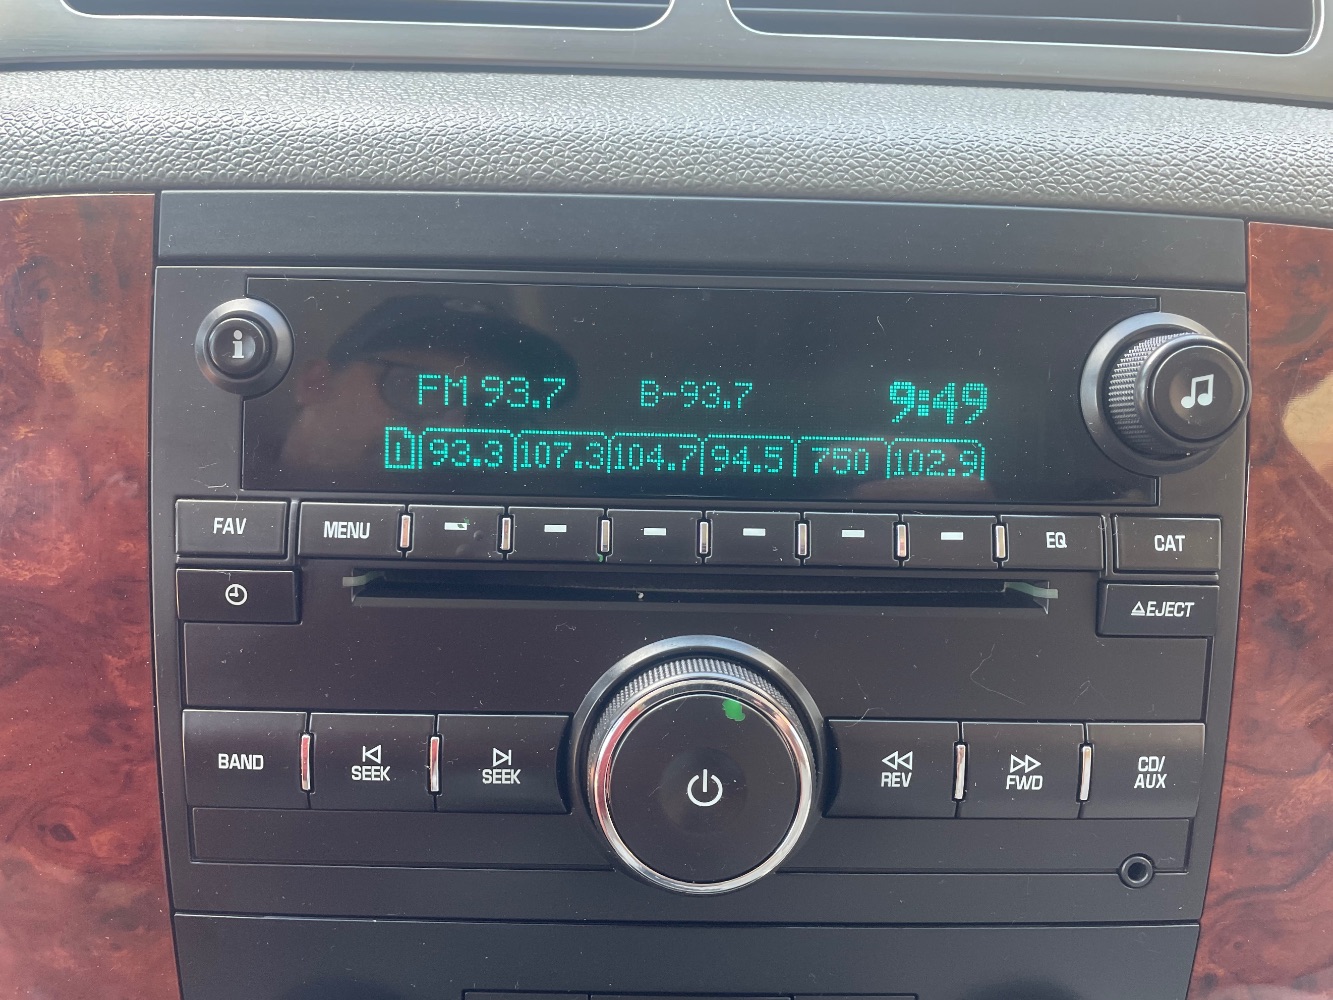 i
FM 93.7 B-93.7 9:49
D 93.3 107.3 104.7 94.5 750 102.9
FAV MENU EQ CAT
EJECT
BAND SEEK SEEK REV FWD CD/
AUX